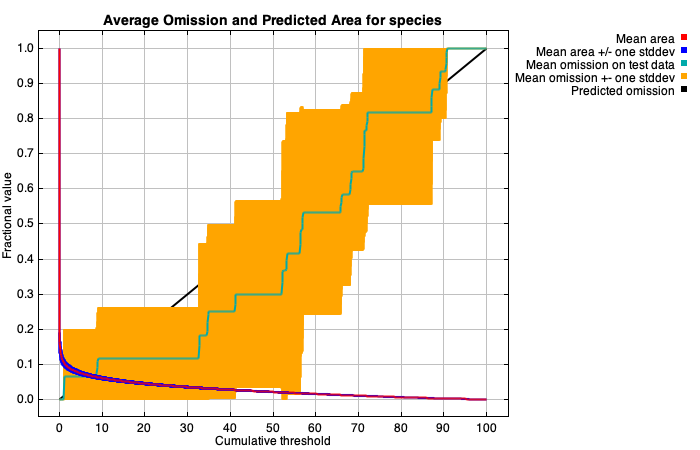 Average Omission and Predicted Area for species
Mean area
Mean area +/- one stddev
Mean omission on test data
Mean omission +- one stddev
Predicted omission
Fractional value
1.0
0.9
0.8
0.7
0.6
0.5
0.4
0.3
0.2
0.1
0.0
0 10 20 30 40 50 60 70 80 90 100
Cumulative threshold